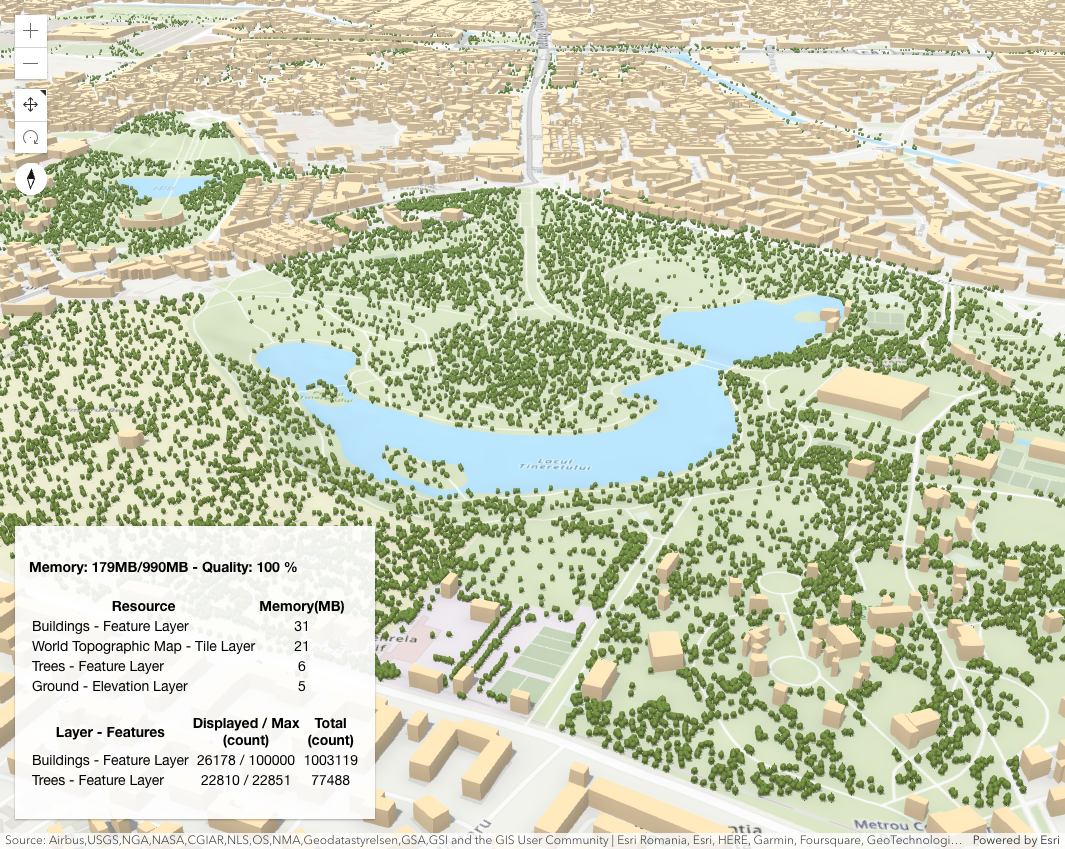 Lacul
Tineretului
Memory: 179MB/990MB - Quality: 100 %
Resource Memory(MB)
Buildings - Feature Layer 31
World Topographic Map - Tile Layer 21
Trees - Feature Layer 6
Ground - Elevation Layer 5
Layer - Features Displayed / Max (count) Total (count)
Buildings - Feature Layer 26178 / 100000 1003119
Trees - Feature Layer 22810 / 22851 77488
Metrou
Source: Airbus,USGS,NGA,NASA,CGIAR,NLS,OS,NMA,Geodatastyrelsen,GSA,GSI and the GIS User Community | Esri Romania, Esri, HERE, Garmin, Foursquare, GeoTechnologi… Powered by Esri